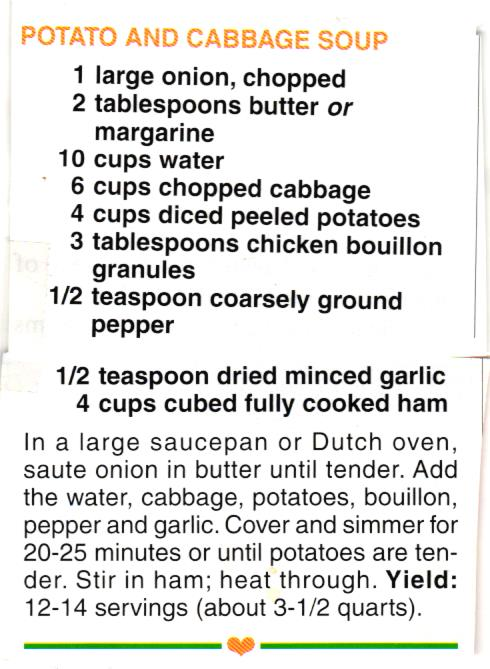 POTATO AND CABBAGE SOUP
1 large onion, chopped
2 tablespoons butter or
margarine
10 cups water
6 cups chopped cabbage
4 cups diced peeled potatoes
3 tablespoons chicken bouillon
granules
1/2 teaspoon coarsely ground
pepper
1/2 teaspoon dried minced garlic
4 cups cubed fully cooked ham
In a large saucepan or Dutch oven,
saute onion in butter until tender. Add
the water, cabbage, potatoes, bouillon,
pepper and garlic. Cover and simmer for
20-25 minutes or until potatoes are ten-
der. Stir in ham; heat through. Yield:
12-14 servings (about 3-1/2 quarts).